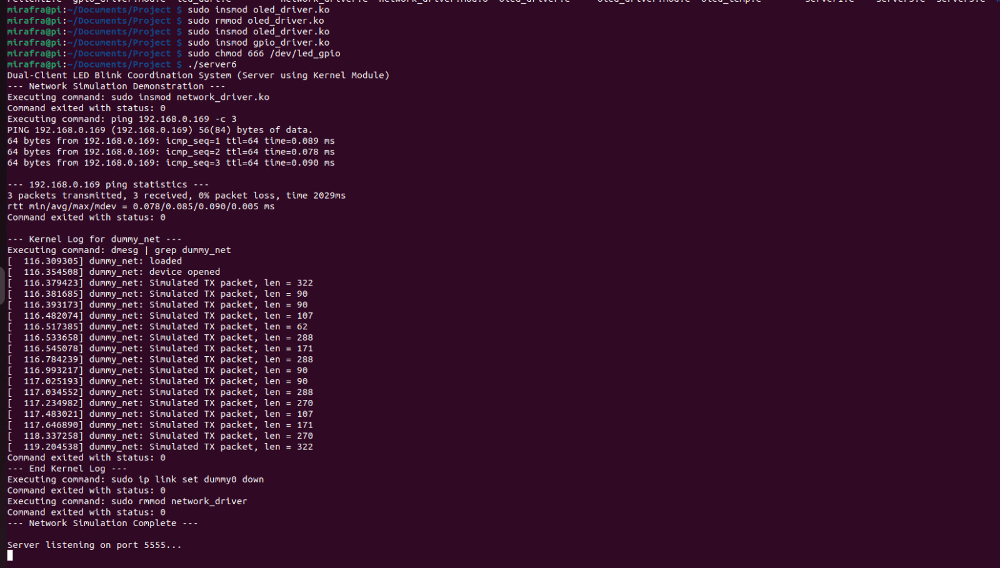 mirafra@pi:~/Documents/Project $ sudo insmod oled_driver.ko
mirafra@pi:~/Documents/Project $ sudo rmmod oled_driver.ko
mirafra@pi:~/Documents/Project $ sudo insmod oled_driver.ko
mirafra@pi:~/Documents/Project $ sudo insmod gpio_driver.ko
mirafra@pi:~/Documents/Project $ sudo chmod 666 /dev/led_gpio
mirafra@pi:~/Documents/Project $ ./server6
Dual-Client LED Blink Coordination System (Server using Kernel Module)
--- Network Simulation Demonstration ---
Executing command: sudo insmod network_driver.ko
Command exited with status: 0
Executing command: ping 192.168.0.169 -c 3
PING 192.168.0.169 (192.168.0.169) 56(84) bytes of data.
64 bytes from 192.168.0.169: icmp_seq=1 ttl=64 time=0.089 ms
64 bytes from 192.168.0.169: icmp_seq=2 ttl=64 time=0.078 ms
64 bytes from 192.168.0.169: icmp_seq=3 ttl=64 time=0.090 ms
--- 192.168.0.169 ping statistics ---
3 packets transmitted, 3 received, 0% packet loss, time 2029ms
rtt min/avg/max/mdev = 0.078/0.085/0.090/0.005 ms
Command exited with status: 0
--- Kernel Log for dummy_net ---
Executing command: dmesg | grep dummy_net
[  116.309305] dummy_net: loaded
[  116.354508] dummy_net: device opened
[  116.379423] dummy_net: Simulated TX packet, len = 322
[  116.381685] dummy_net: Simulated TX packet, len = 90
[  116.393173] dummy_net: Simulated TX packet, len = 90
[  116.482074] dummy_net: Simulated TX packet, len = 107
[  116.517385] dummy_net: Simulated TX packet, len = 62
[  116.533658] dummy_net: Simulated TX packet, len = 288
[  116.545078] dummy_net: Simulated TX packet, len = 171
[  116.784239] dummy_net: Simulated TX packet, len = 288
[  116.993217] dummy_net: Simulated TX packet, len = 90
[  117.025193] dummy_net: Simulated TX packet, len = 90
[  117.034552] dummy_net: Simulated TX packet, len = 288
[  117.234982] dummy_net: Simulated TX packet, len = 270
[  117.483021] dummy_net: Simulated TX packet, len = 107
[  117.646890] dummy_net: Simulated TX packet, len = 171
[  118.337258] dummy_net: Simulated TX packet, len = 270
[  119.204538] dummy_net: Simulated TX packet, len = 322
Command exited with status: 0
--- End Kernel Log ---
Executing command: sudo ip link set dummy0 down
Command exited with status: 0
Executing command: sudo rmmod network_driver
Command exited with status: 0
--- Network Simulation Complete ---
Server listening on port 5555...